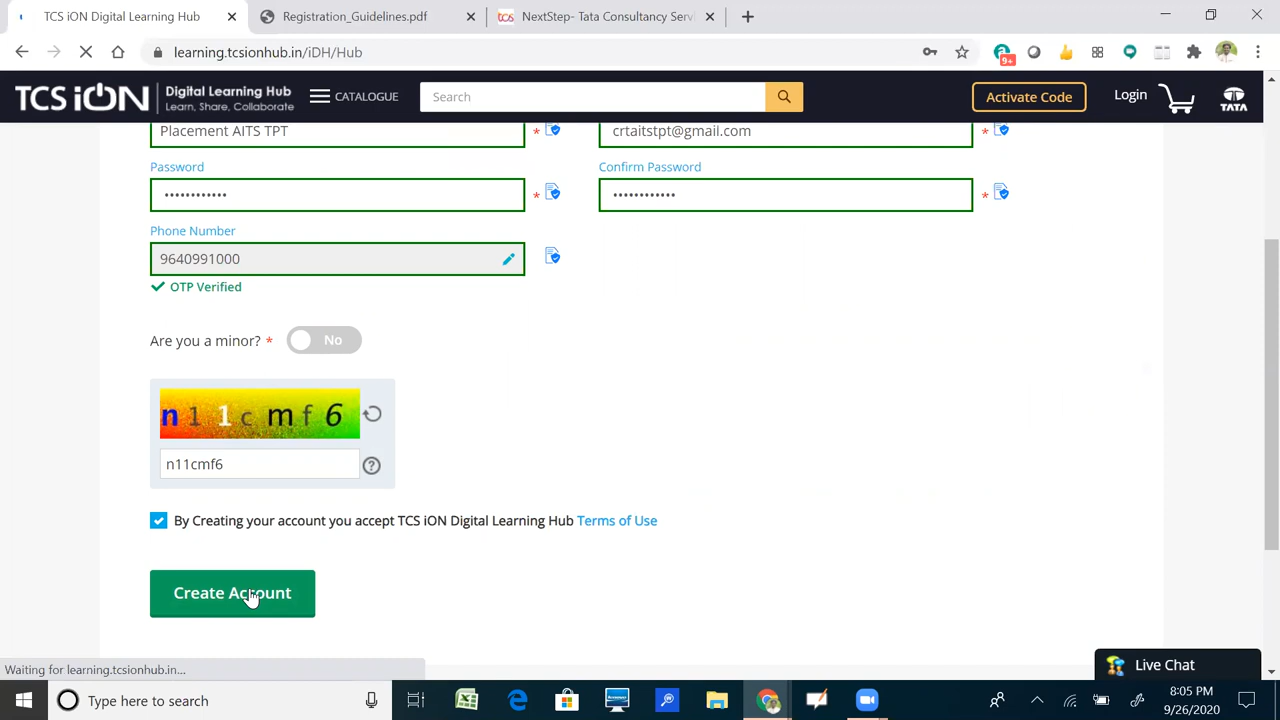 TCS iON Digital Learning Hub
Registration_Guidelines.pdf
tcs
NextStep- Tata Consultancy Servi
learning.tcsionhub.in/iDH/Hub
9+
TCS iON
Digital Learning Hub
Learn, Share, Collaborate
CATALOGUE
Search
Activate Code
Login
TATA
Placement AITS TPT
*
crtaitstpt@gmail.com
*
Password
Confirm Password
••••••••••••
*
••••••••••••
*
Phone Number
9640991000
OTP Verified
Are you a minor? *
No
n11cmf6
n11cmf6
?
By Creating your account you accept TCS iON Digital Learning Hub Terms of Use
Create Account
Waiting for learning.tcsionhub.in...
Live Chat
Type here to search
8:05 PM
9/26/2020